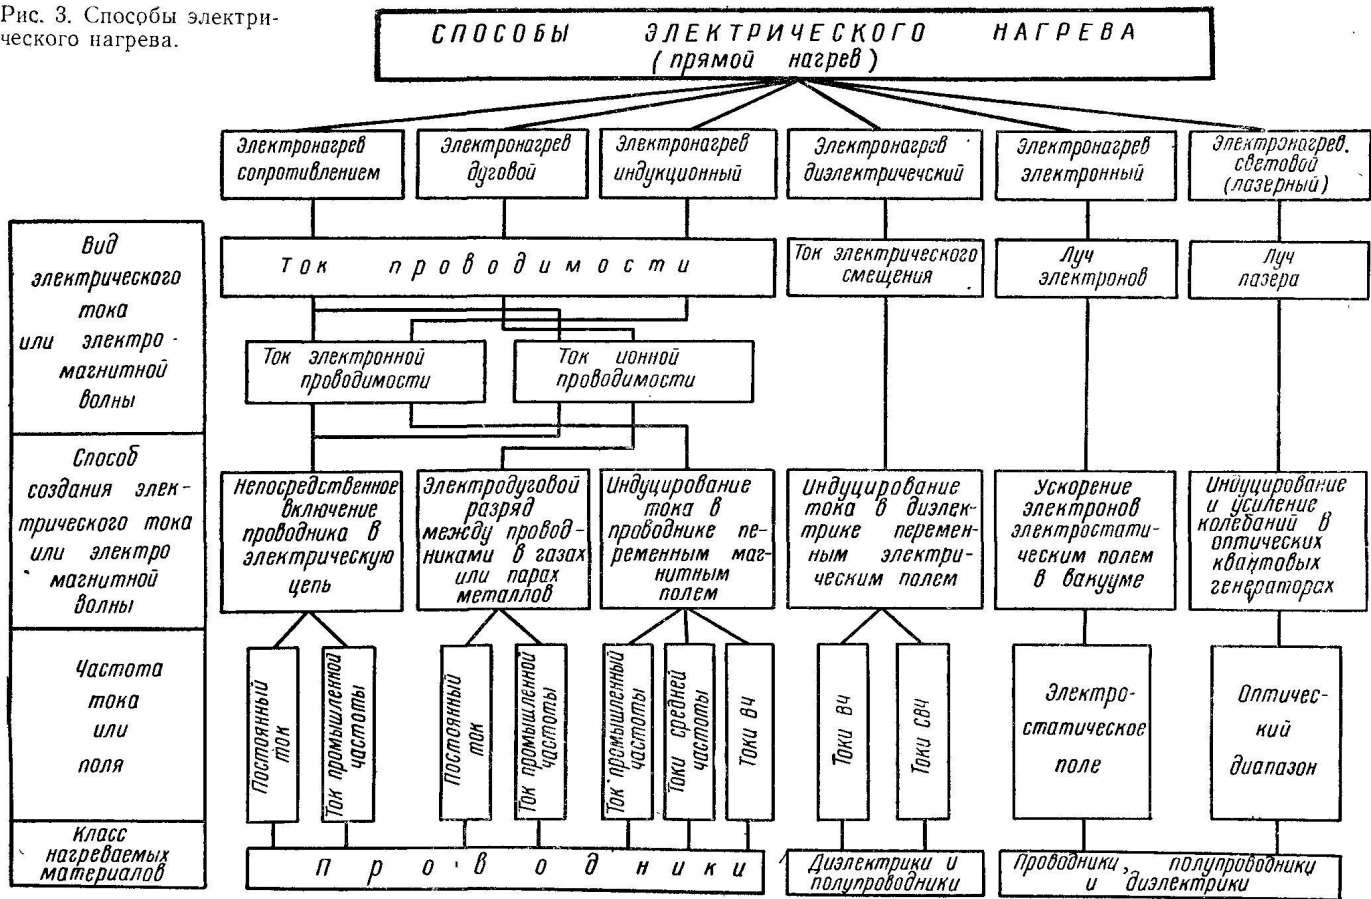 Рис. 3. Способы электри-
ческого нагрева.
СПОСОБЫ ЭЛЕКТРИЧЕСКОГО НАГРЕВА
(прямой нагрев)
Электронагрев
сопротивлением
Электронагрев
дуговой
Электронагрев
индукционный
Электронагрев
диэлектричечский
Электронагрев
электронный
Электронагрев.
световой
(лазерный)
Вид
электрического
тока
или электро-
магнитной
волны
Ток проводимости
Ток электрического
смещения
Луч
электронов
Луч
лазера
Ток электронной
проводимости
Ток ионной
проводимости
Способ
создания элек-
трического тока
или электро
магнитной
волны
Непосредственное
включение
проводника в
электрическую
цепь
Электродуговой
разряд
между провод-
никами в газах
или парах
металлов
Индуцирование
тока в
проводнике пе-
ременным маг-
нитным
полем
Индуцирование
тока в диэлек-
трике перемен-
ным электри-
ческим полем
Ускорение
электронов
электростати-
ческим полем
в вакууме
Индуцирование
и усиление
колебаний в
оптических
квантовых
генераторах
Частота
тока
или
поля
Постоянный
ток
Ток промышленной
частоты
Постоянный
ток
Ток промышленной
частоты
Ток промышленный
частоты
Токи средней
частоты
Токи ВЧ
Токи ВЧ
Токи СВЧ
Электро-
статическое
поле
Оптичес-
кий
диапазон
Класс
нагреваемых
материалов
Проводники
Диэлектрики и
полупроводники
Проводники, полупроводники
и диэлектрики